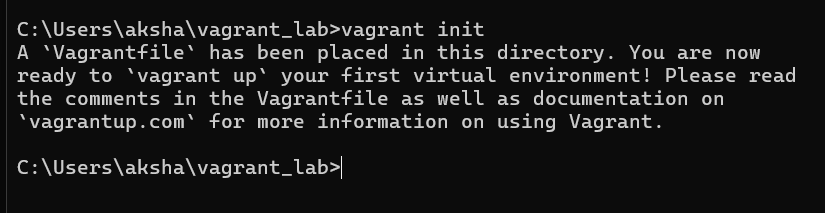 C:\Users\aksha\vagrant_lab>vagrant init
A `Vagrantfile` has been placed in this directory. You are now
ready to `vagrant up` your first virtual environment! Please read
the comments in the Vagrantfile as well as documentation on
`vagrantup.com` for more information on using Vagrant.
C:\Users\aksha\vagrant_lab>